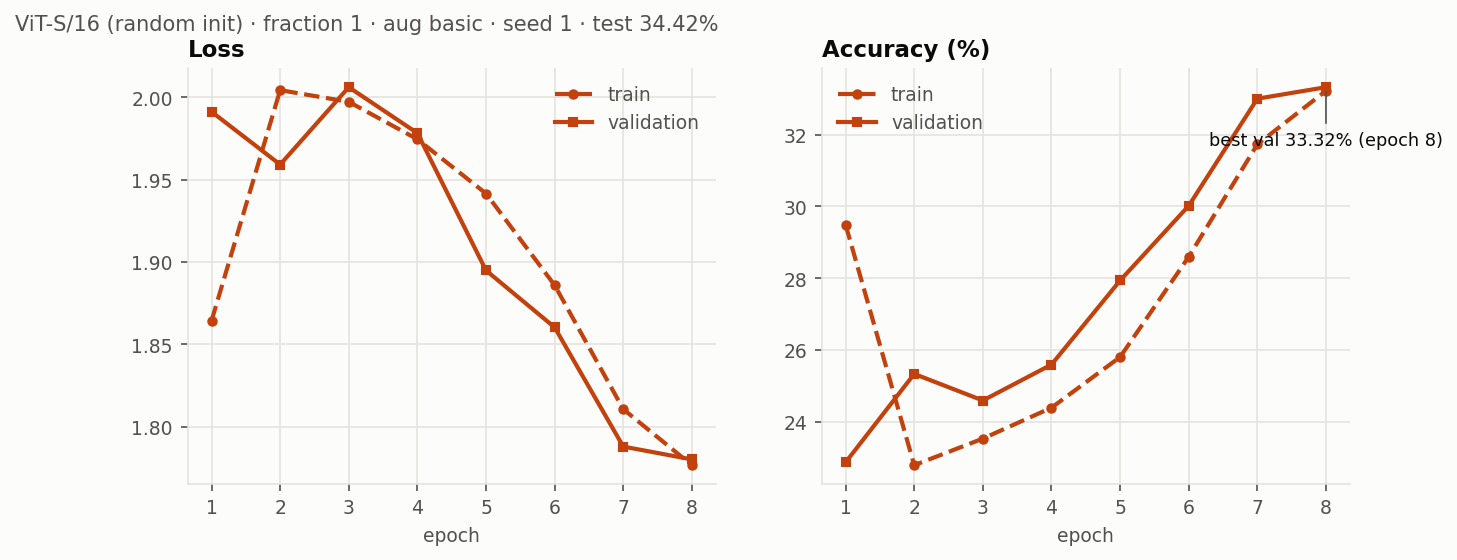 ViT-S/16 (random init) · fraction 1 · aug basic · seed 1 · test 34.42%
Loss
train
validation
2.00
1.95
1.90
1.85
1.80
1 2 3 4 5 6 7 8
epoch
Accuracy (%)
train
validation
best val 33.32% (epoch 8)
32
30
28
26
24
1 2 3 4 5 6 7 8
epoch